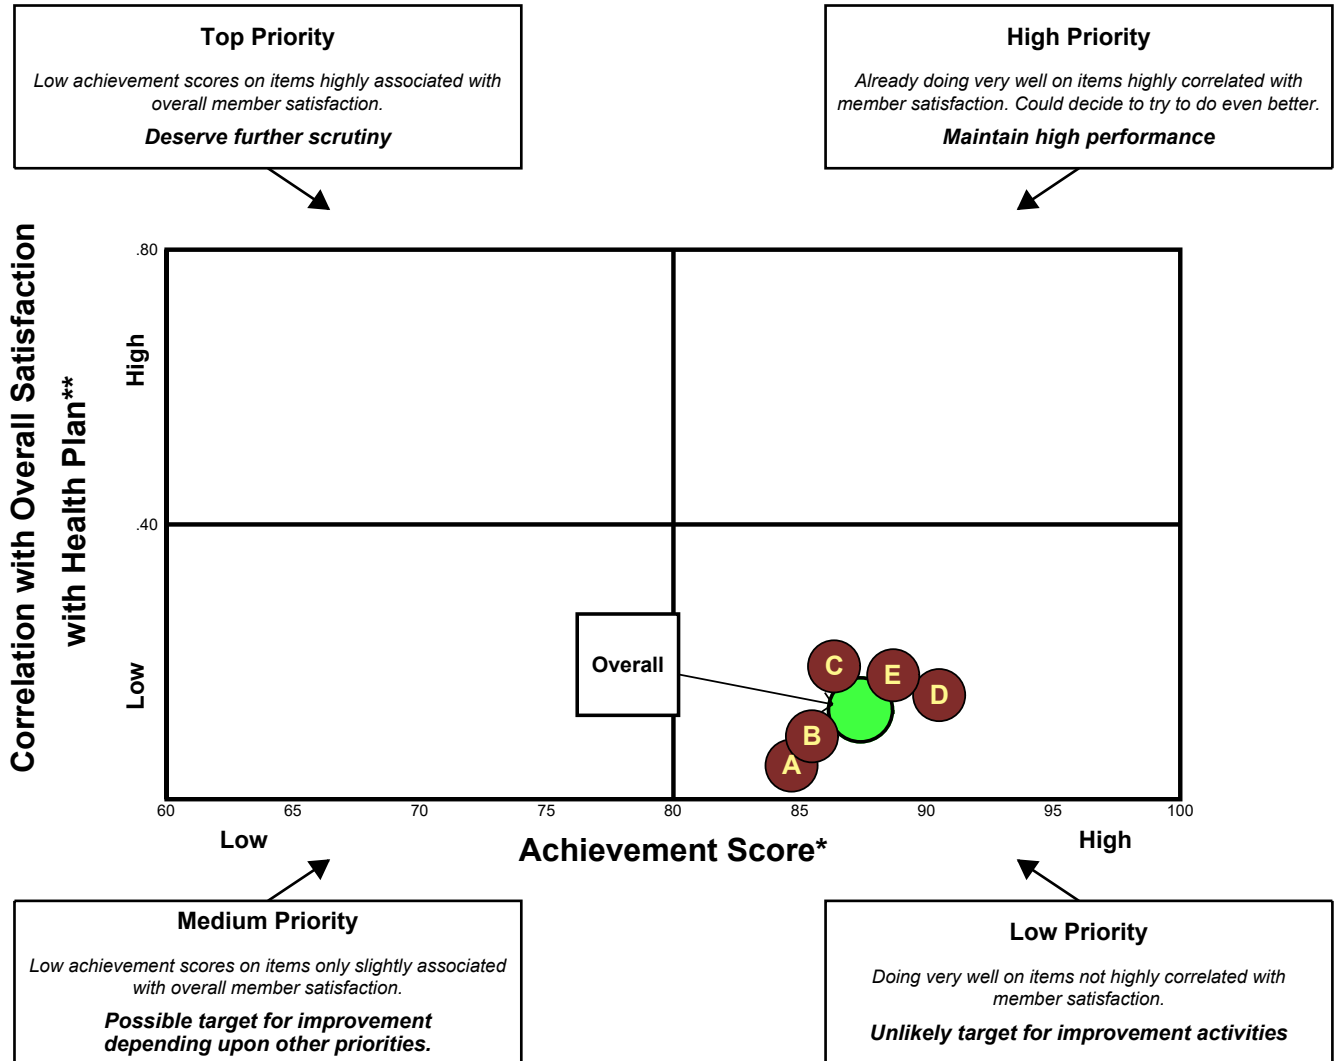 Top Priority
Low achievement scores on items highly associated with
overall member satisfaction.
Deserve further scrutiny
High Priority
Already doing very well on items highly correlated with
member satisfaction. Could decide to try to do even better.
Maintain high performance
Correlation with Overall Satisfaction
with Health Plan**
.80
High
.40
Low
Overall
C
E
D
B
A
60
65
70
75
80
85
90
95
100
Low
Achievement Score*
High
Medium Priority
Low achievement scores on items only slightly associated
with overall member satisfaction.
Possible target for improvement
depending upon other priorities.
Low Priority
Doing very well on items not highly correlated with
member satisfaction.
Unlikely target for improvement activities